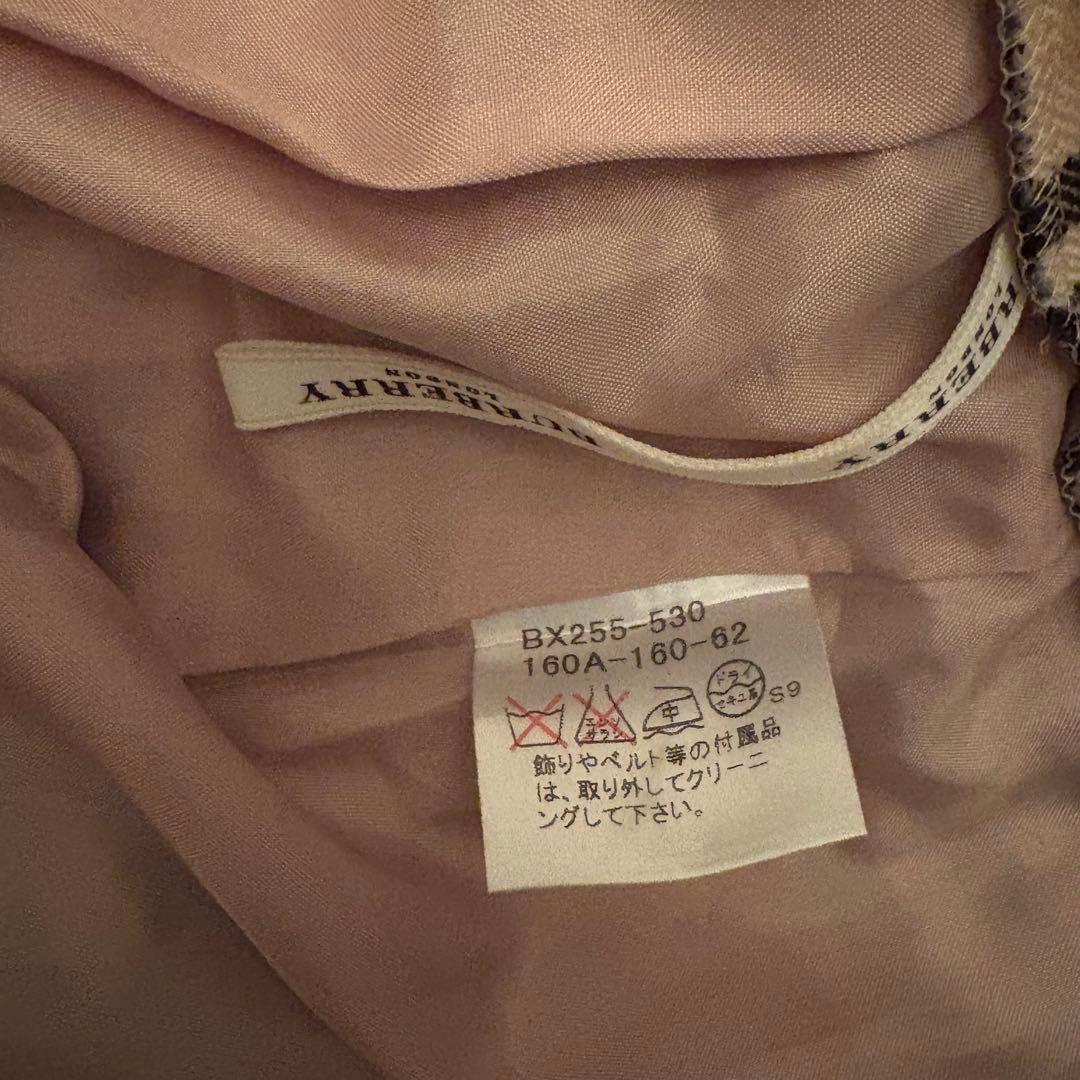 BURBERRY
LONDON
BURBERRY
BURBERRY
LONDON
BX255-530
160A-160-62
エンソ
サラシ
中
ドライ
セキユ系
S9
飾りやベルト等の付属品
は、取り外してクリーニ
ングして下さい。